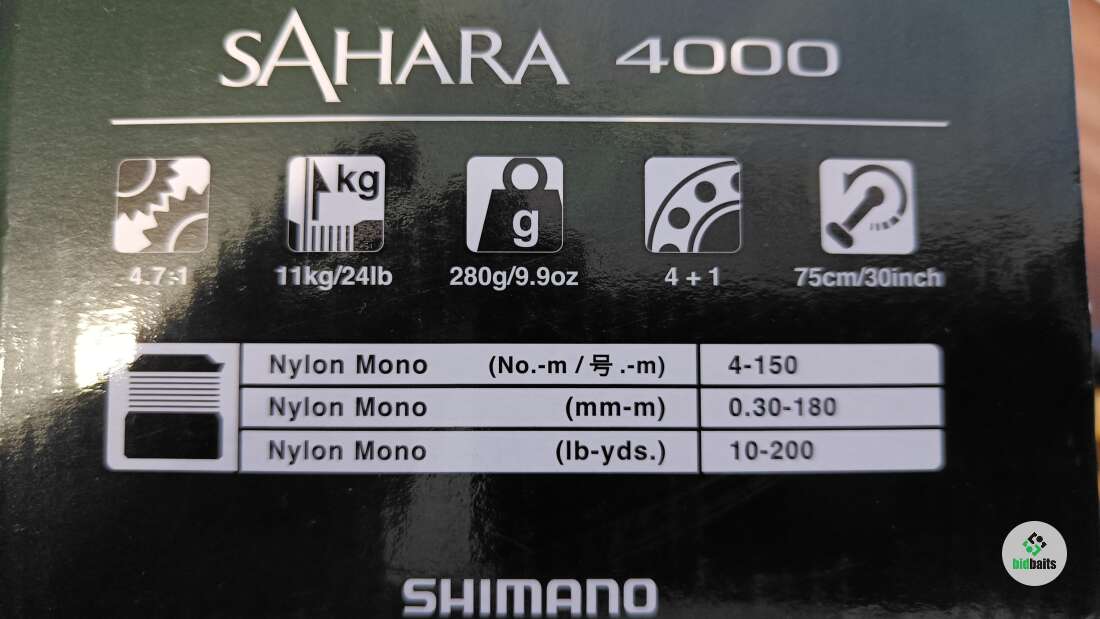 SAHARA 4000
kg
g
4.7:1 11kg/24lb 280g/9.9oz 4 + 1 75cm/30inch
Nylon Mono (No.-m / 号.-m) 4-150
Nylon Mono (mm-m) 0.30-180
Nylon Mono (lb-yds.) 10-200
bidbaits
SHIMANO